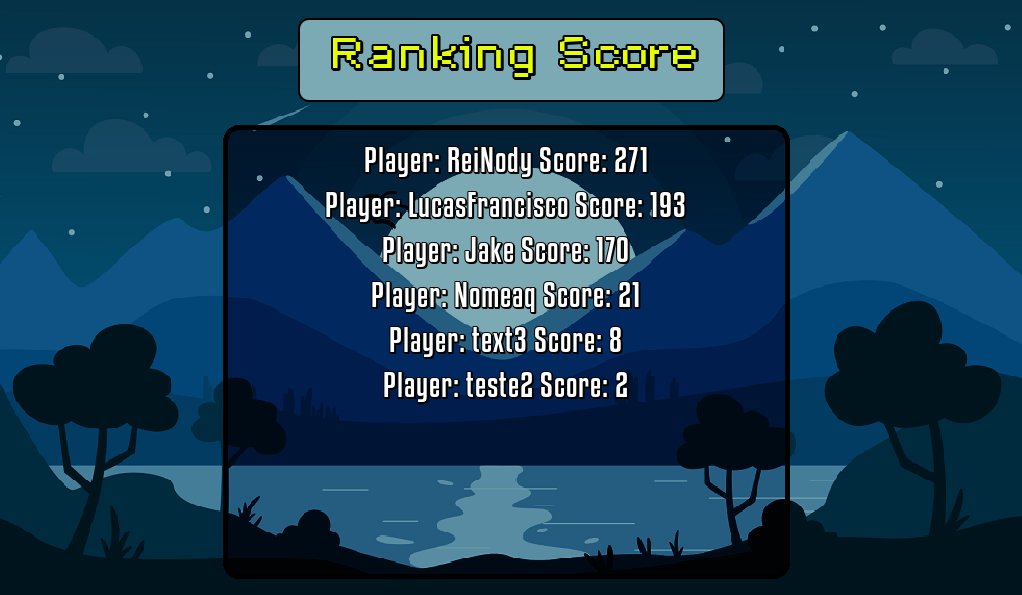 Ranking Score
Player: ReiNody Score: 271
Player: LucasFrancisco Score: 193
Player: Jake Score: 170
Player: Nomeaq Score: 21
Player: text3 Score: 8
Player: teste2 Score: 2